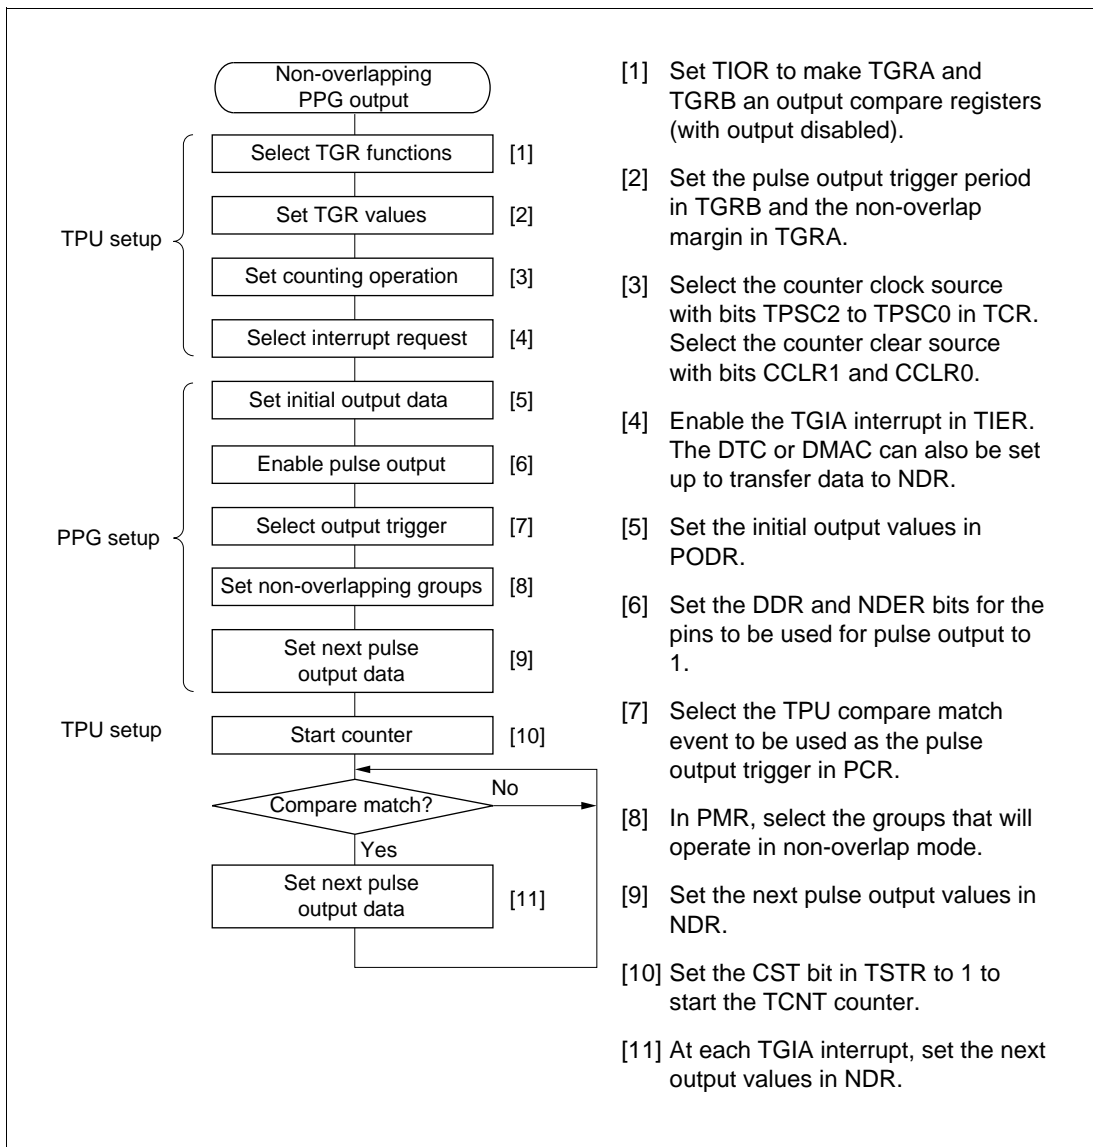 Non-overlapping
PPG output
Select TGR functions [1]
Set TGR values [2]
TPU setup
Set counting operation [3]
Select interrupt request [4]
Set initial output data [5]
Enable pulse output [6]
Select output trigger [7]
PPG setup
Set non-overlapping groups [8]
Set next pulse
output data
[9]
TPU setup
Start counter [10]
Compare match?
No
Yes
Set next pulse
output data
[11]
[1] Set TIOR to make TGRA and
TGRB an output compare registers
(with output disabled).
[2] Set the pulse output trigger period
in TGRB and the non-overlap
margin in TGRA.
[3] Select the counter clock source
with bits TPSC2 to TPSC0 in TCR.
Select the counter clear source
with bits CCLR1 and CCLR0.
[4] Enable the TGIA interrupt in TIER.
The DTC or DMAC can also be set
up to transfer data to NDR.
[5] Set the initial output values in
PODR.
[6] Set the DDR and NDER bits for the
pins to be used for pulse output to
1.
[7] Select the TPU compare match
event to be used as the pulse
output trigger in PCR.
[8] In PMR, select the groups that will
operate in non-overlap mode.
[9] Set the next pulse output values in
NDR.
[10] Set the CST bit in TSTR to 1 to
start the TCNT counter.
[11] At each TGIA interrupt, set the next
output values in NDR.